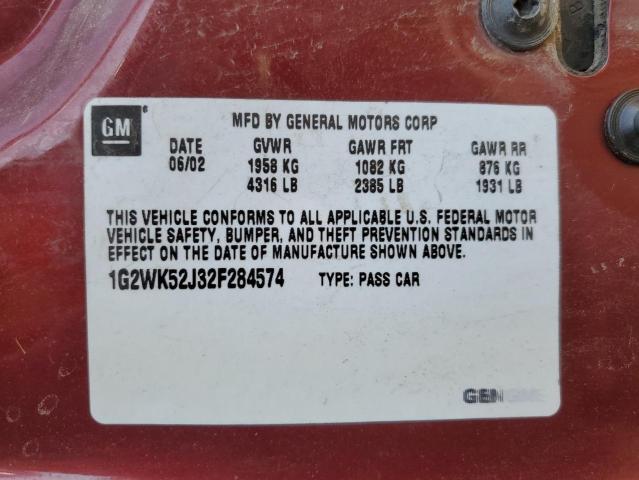 GM
MFD BY GENERAL MOTORS CORP
DATE GVWR GAWR FRT GAWR RR
06/02 1958 KG 1082 KG 876 KG
4316 LB 2385 LB 1931 LB
THIS VEHICLE CONFORMS TO ALL APPLICABLE U.S. FEDERAL MOTOR
VEHICLE SAFETY, BUMPER, AND THEFT PREVENTION STANDARDS IN
EFFECT ON THE DATE OF MANUFACTURE SHOWN ABOVE.
1G2WK52J32F284574 TYPE: PASS CAR